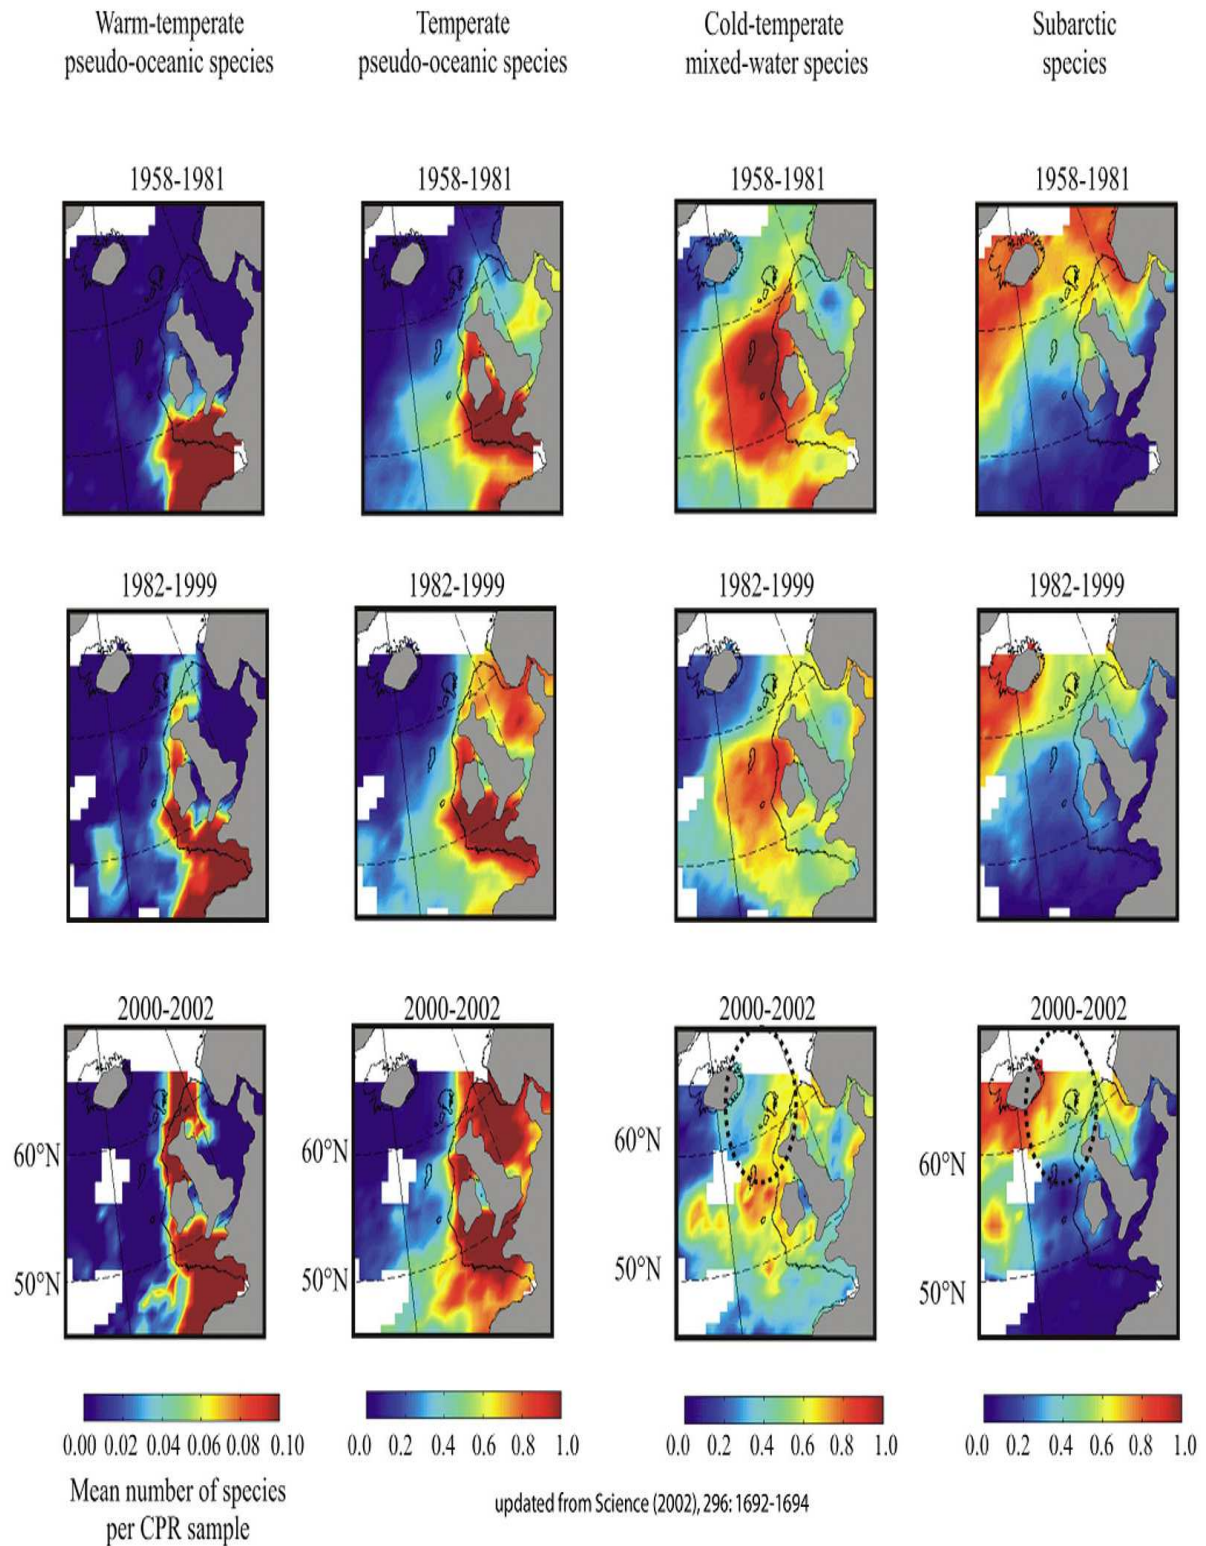 Warm-temperate
pseudo-oceanic species
Temperate
pseudo-oceanic species
Cold-temperate
mixed-water species
Subarctic
species
1958-1981
1958-1981
1958-1981
1958-1981
1982-1999
1982-1999
1982-1999
1982-1999
2000-2002
2000-2002
2000-2002
2000-2002
60°N
60°N
60°N
60°N
50°N
50°N
50°N
50°N
0.00 0.02 0.04 0.06 0.08 0.10
0.0 0.2 0.4 0.6 0.8 1.0
0.0 0.2 0.4 0.6 0.8 1.0
0.0 0.2 0.4 0.6 0.8 1.0
Mean number of species
per CPR sample
updated from Science (2002), 296: 1692-1694